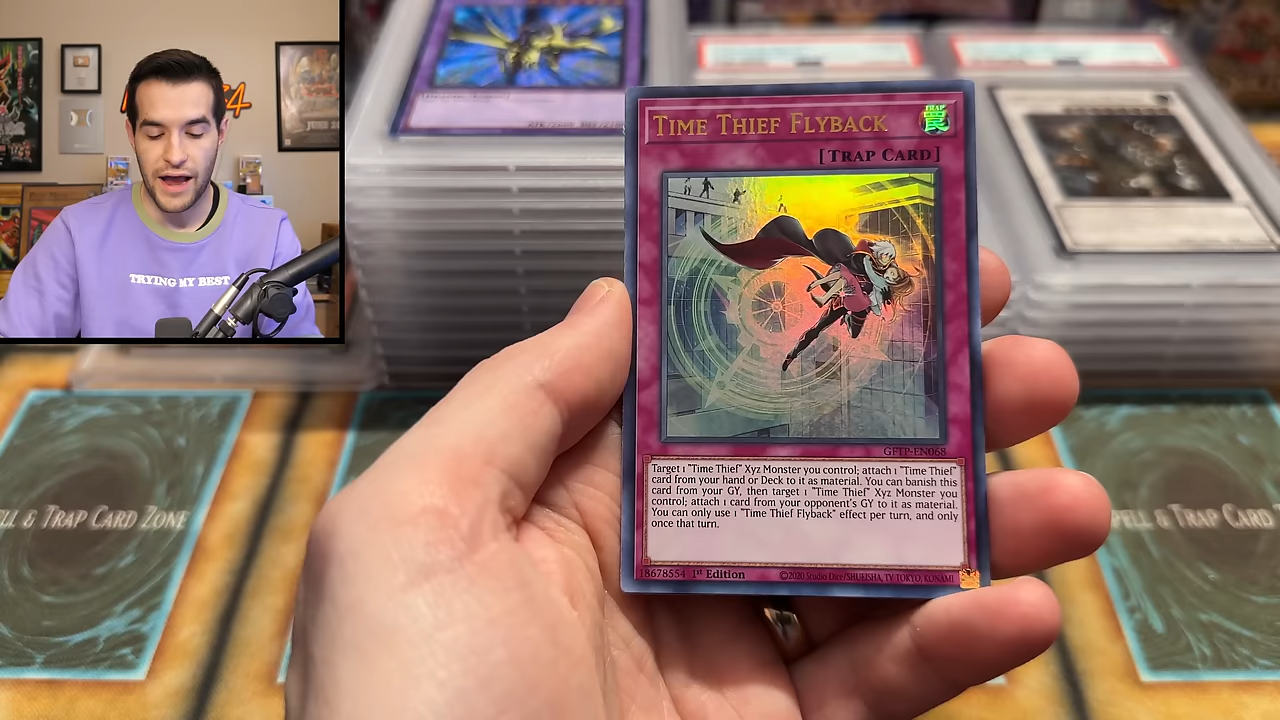 TRYING MY BEST
TIME THIEF FLYBACK
TRAP
罠
[TRAP CARD]
GFTP-EN068
Target 1 "Time Thief" Xyz Monster you control; attach 1 "Time Thief"
card from your hand or Deck to it as material. You can banish this
card from your GY, then target 1 "Time Thief" Xyz Monster you
control; attach 1 card from your opponent's GY to it as material.
You can only use 1 "Time Thief Flyback" effect per turn, and only
once that turn.
18678554 1st Edition ©2020 Studio Dice/SHUEISHA, TV TOKYO, KONAMI
LL & TRAP CARD ZONE
SPELL & TRAP CARD